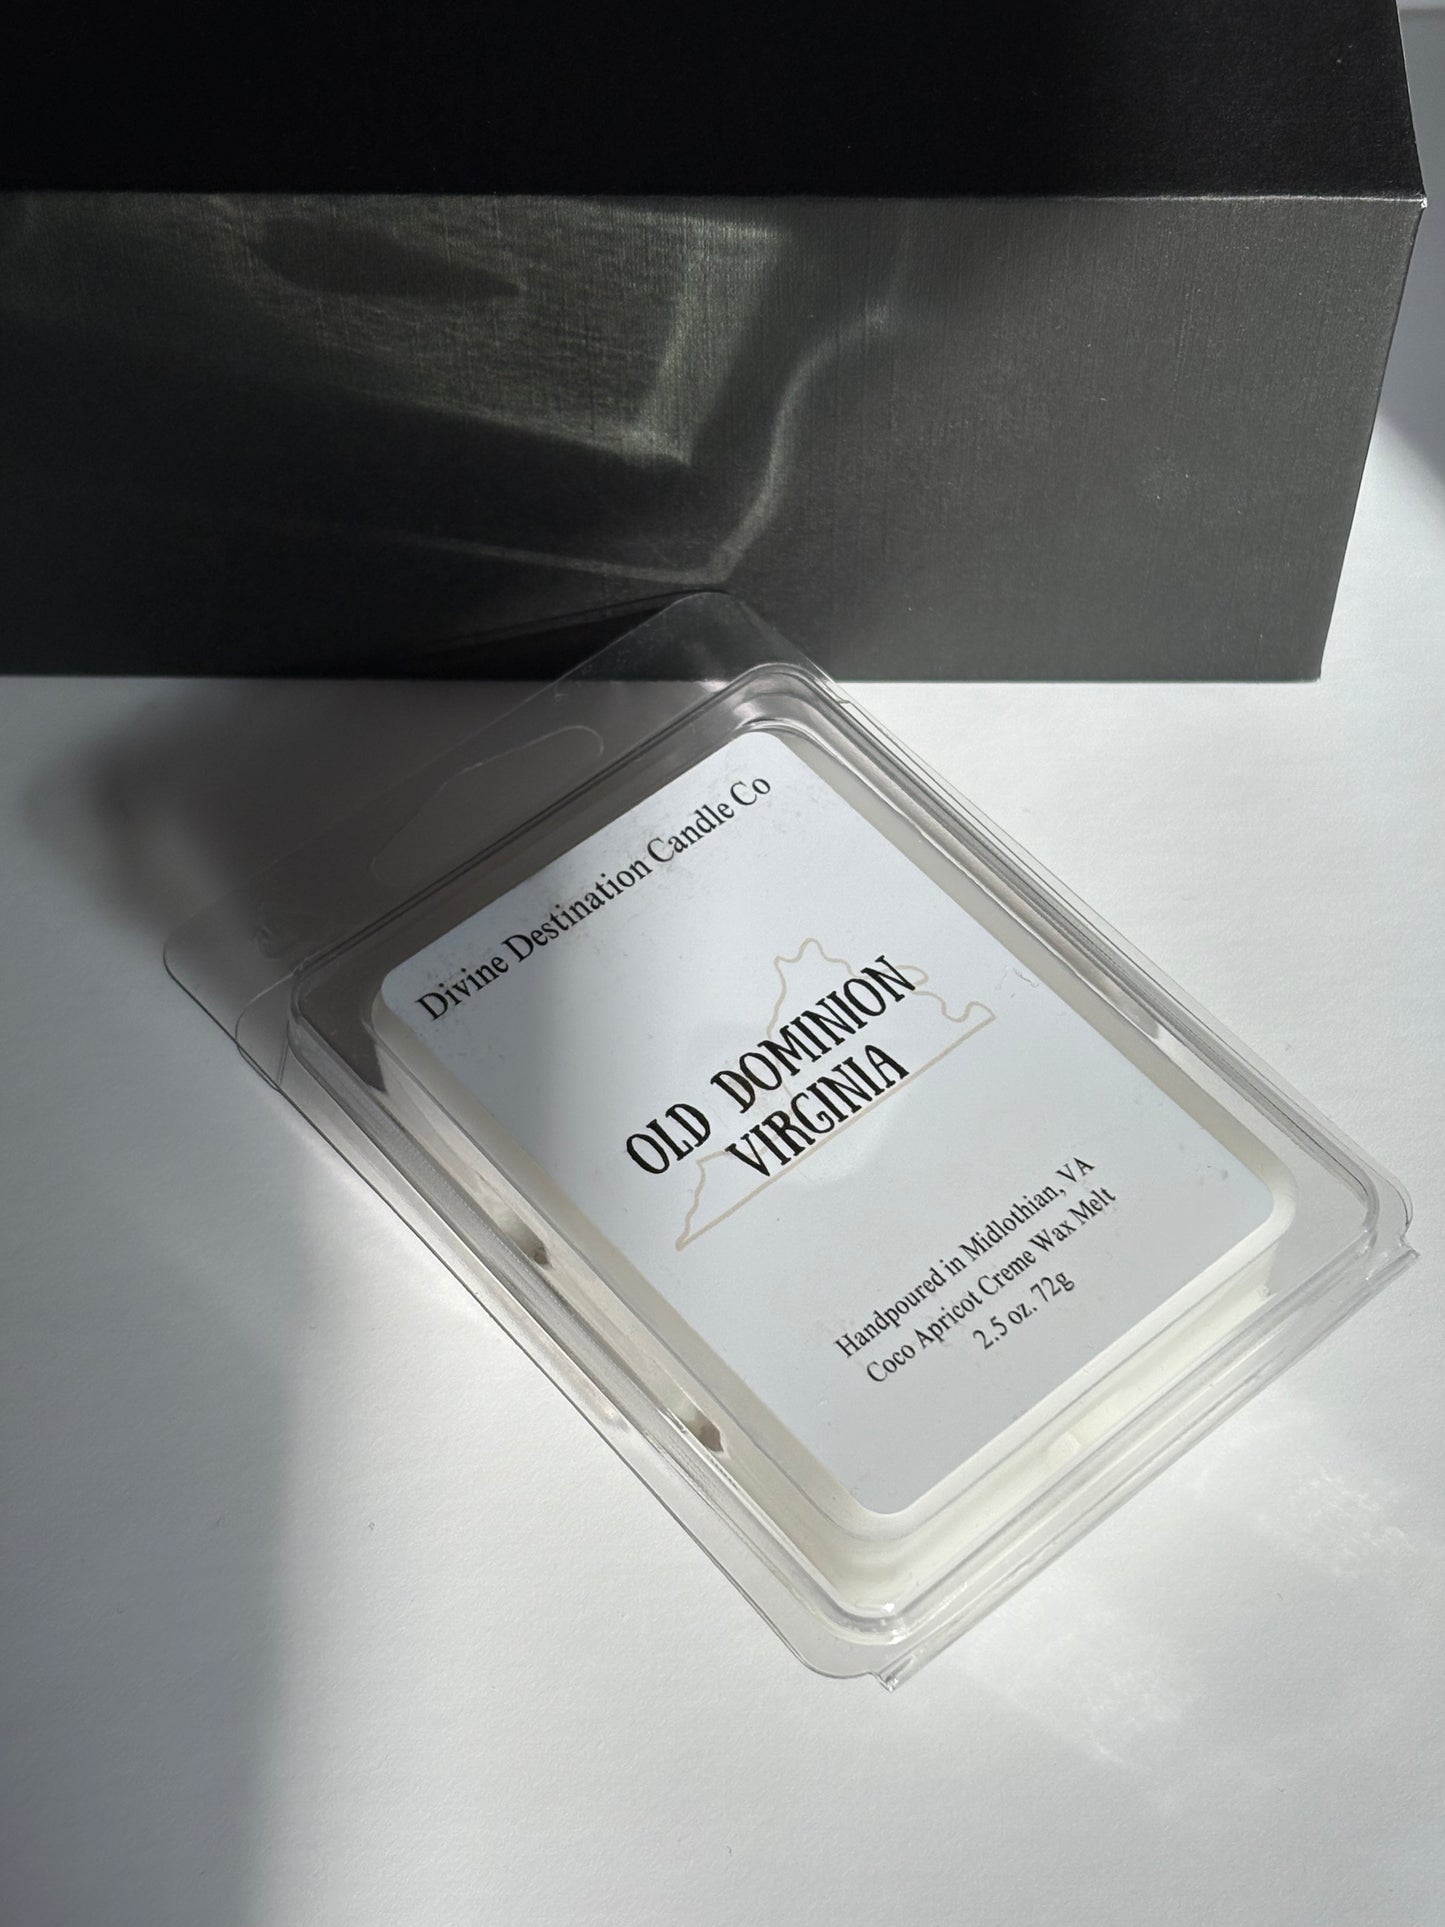 Divine Destination Candle Co
OLD DOMINION
VIRGINIA
Handpoured in Midlothian, VA
Coco Apricot Creme Wax Melt
2.5 oz. 72g